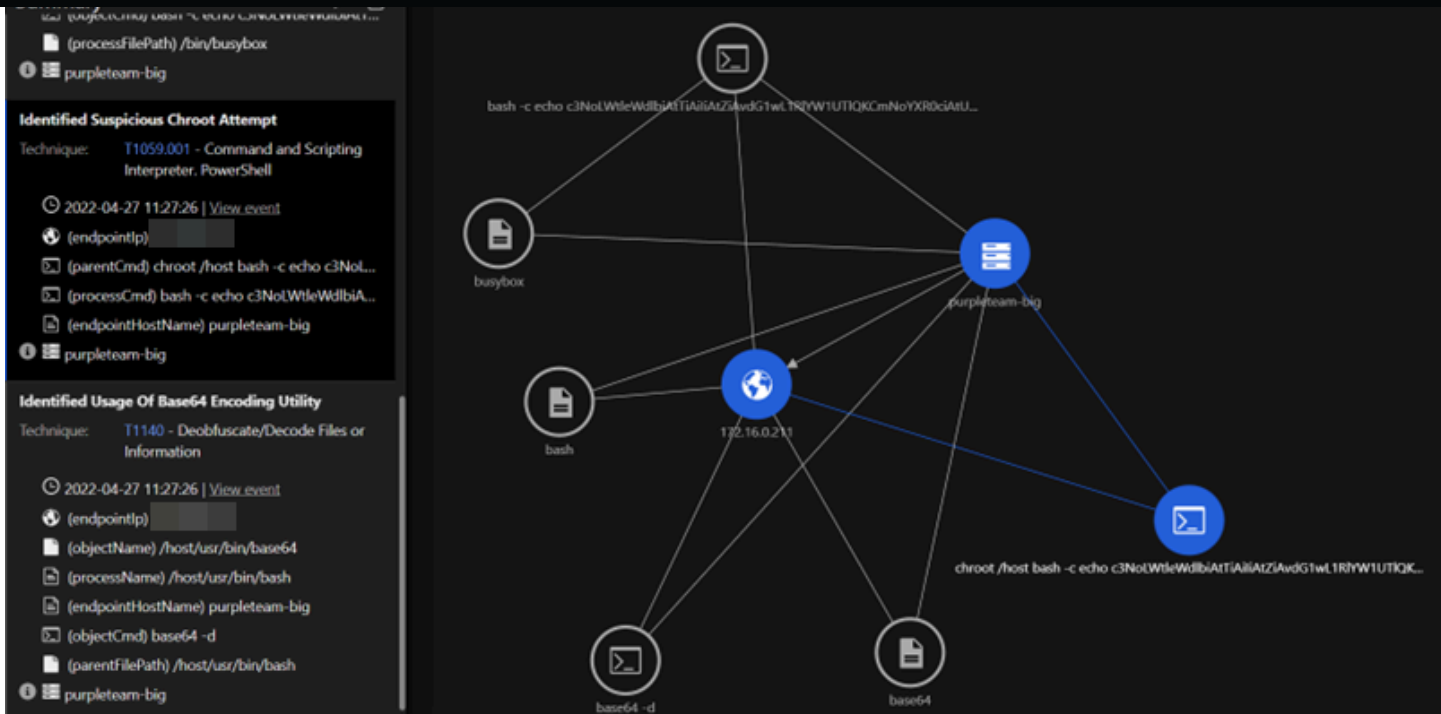 Summary
(processFilePath) /bin/busybox
purpleteam-big
Identified Suspicious Chroot Attempt
Technique: T1059.001 - Command and Scripting
Interpreter. PowerShell
2022-04-27 11:27:26 | View event
(endpointIp)
(parentCmd) chroot /host bash -c echo c3NoL...
(processCmd) bash -c echo c3NoLWtleWdlbiA...
(endpointHostName) purpleteam-big
purpleteam-big
Identified Usage Of Base64 Encoding Utility
Technique: T1140 - Deobfuscate/Decode Files or
Information
2022-04-27 11:27:26 | View event
(endpointIp)
(objectName) /host/usr/bin/base64
(processName) /host/usr/bin/bash
(endpointHostName) purpleteam-big
(objectCmd) base64 -d
(parentFilePath) /host/usr/bin/bash
purpleteam-big
bash -c echo
busybox
purpleteam-big
bash
172.16.0.211
chroot /host bash -c echo
base64 -d
base64